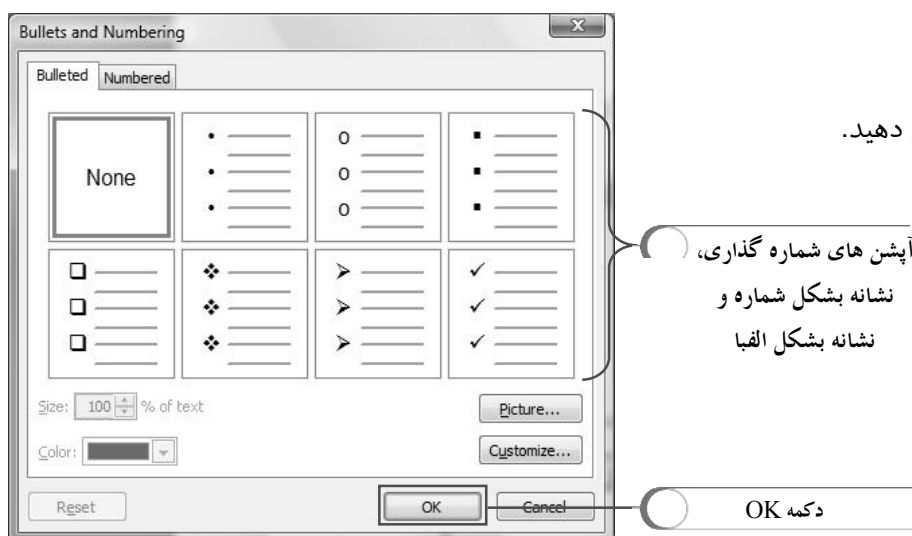 Bullets and Numbering
Bulleted Numbered
None
دهید.
آپشن های شماره گذاری،
نشانه بشکل شماره و
نشانه بشکل الفبا
Size: 100 % of text
Picture...
Color:
Customize...
Reset
OK
Cancel
دکمه OK